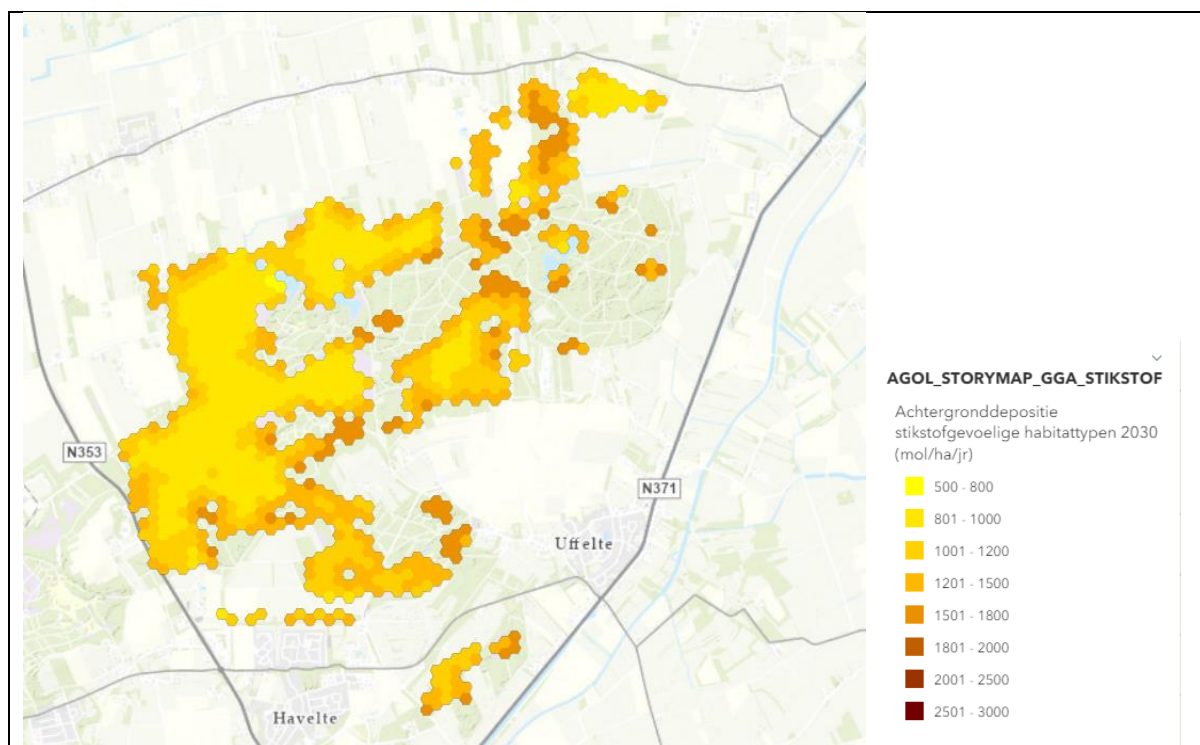 N353
N371
Uffelte
Havelte
AGOL_STORYMAP_GGA_STIKSTOF
Achtergronddepositie
stikstofgevoelige habitattypen 2030
(mol/ha/jr)
500 - 800
801 - 1000
1001 - 1200
1201 - 1500
1501 - 1800
1801 - 2000
2001 - 2500
2501 - 3000